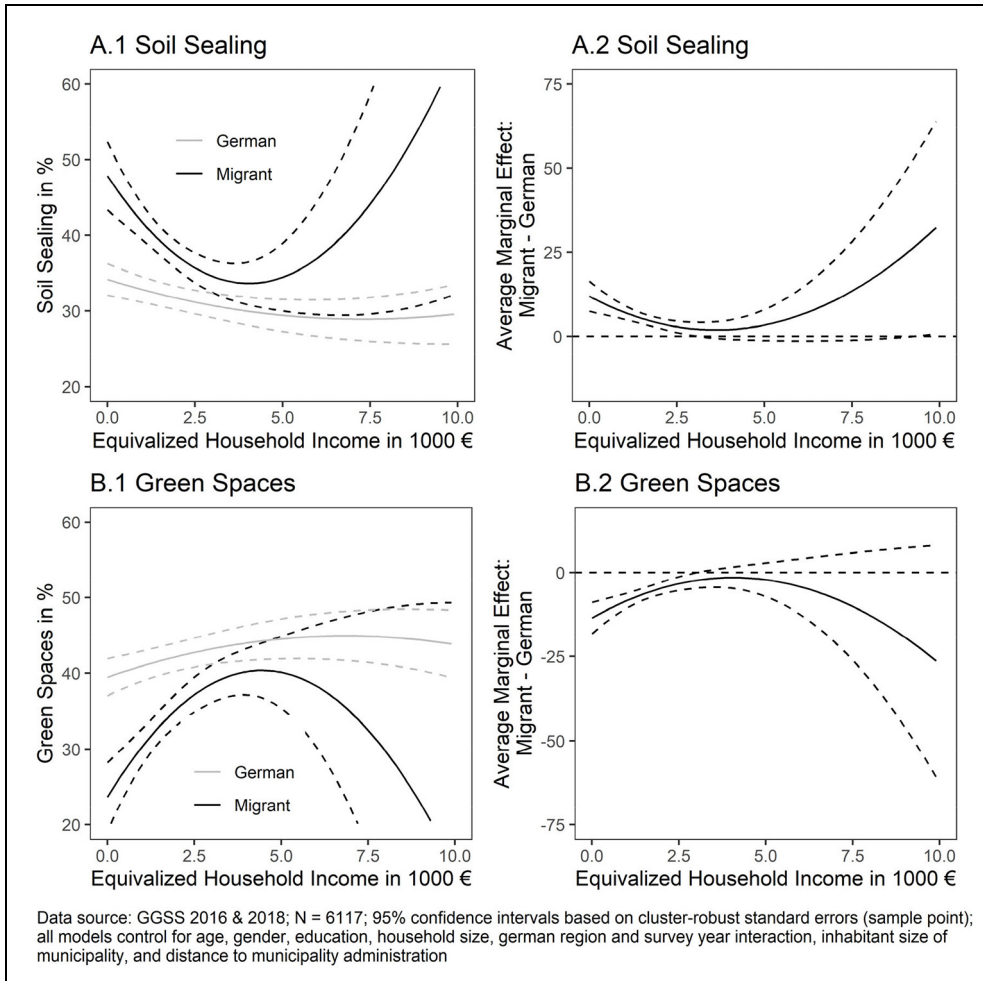 A.1 Soil Sealing
Soil Sealing in %
60
50
40
30
20
German
Migrant
0.0 2.5 5.0 7.5 10.0
Equivalized Household Income in 1000 €
A.2 Soil Sealing
Average Marginal Effect:
Migrant - German
75
50
25
0
0.0 2.5 5.0 7.5 10.0
Equivalized Household Income in 1000 €
B.1 Green Spaces
Green Spaces in %
60
50
40
30
20
German
Migrant
0.0 2.5 5.0 7.5 10.0
Equivalized Household Income in 1000 €
B.2 Green Spaces
Average Marginal Effect:
Migrant - German
0
-25
-50
-75
0.0 2.5 5.0 7.5 10.0
Equivalized Household Income in 1000 €
Data source: GGSS 2016 & 2018; N = 6117; 95% confidence intervals based on cluster-robust standard errors (sample point);
all models control for age, gender, education, household size, german region and survey year interaction, inhabitant size of
municipality, and distance to municipality administration